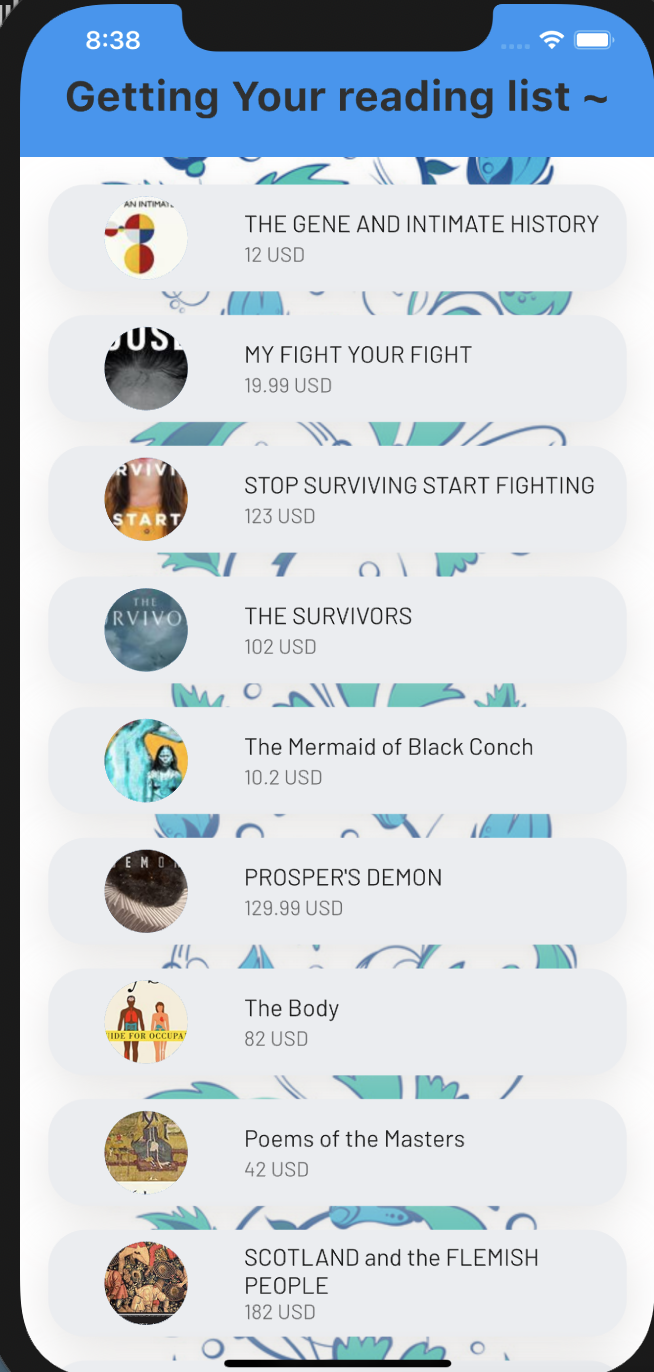 8:38
Getting Your reading list ~
AN INTIMA
THE GENE AND INTIMATE HISTORY
12 USD
OUSE
MY FIGHT YOUR FIGHT
19.99 USD
RVIVI
START
STOP SURVIVING START FIGHTING
123 USD
THE
RVIVO
THE SURVIVORS
102 USD
The Mermaid of Black Conch
10.2 USD
EMON
PROSPER'S DEMON
129.99 USD
IDE FOR OCCUPA
The Body
82 USD
Poems of the Masters
42 USD
SCOTLAND and the FLEMISH
PEOPLE
182 USD